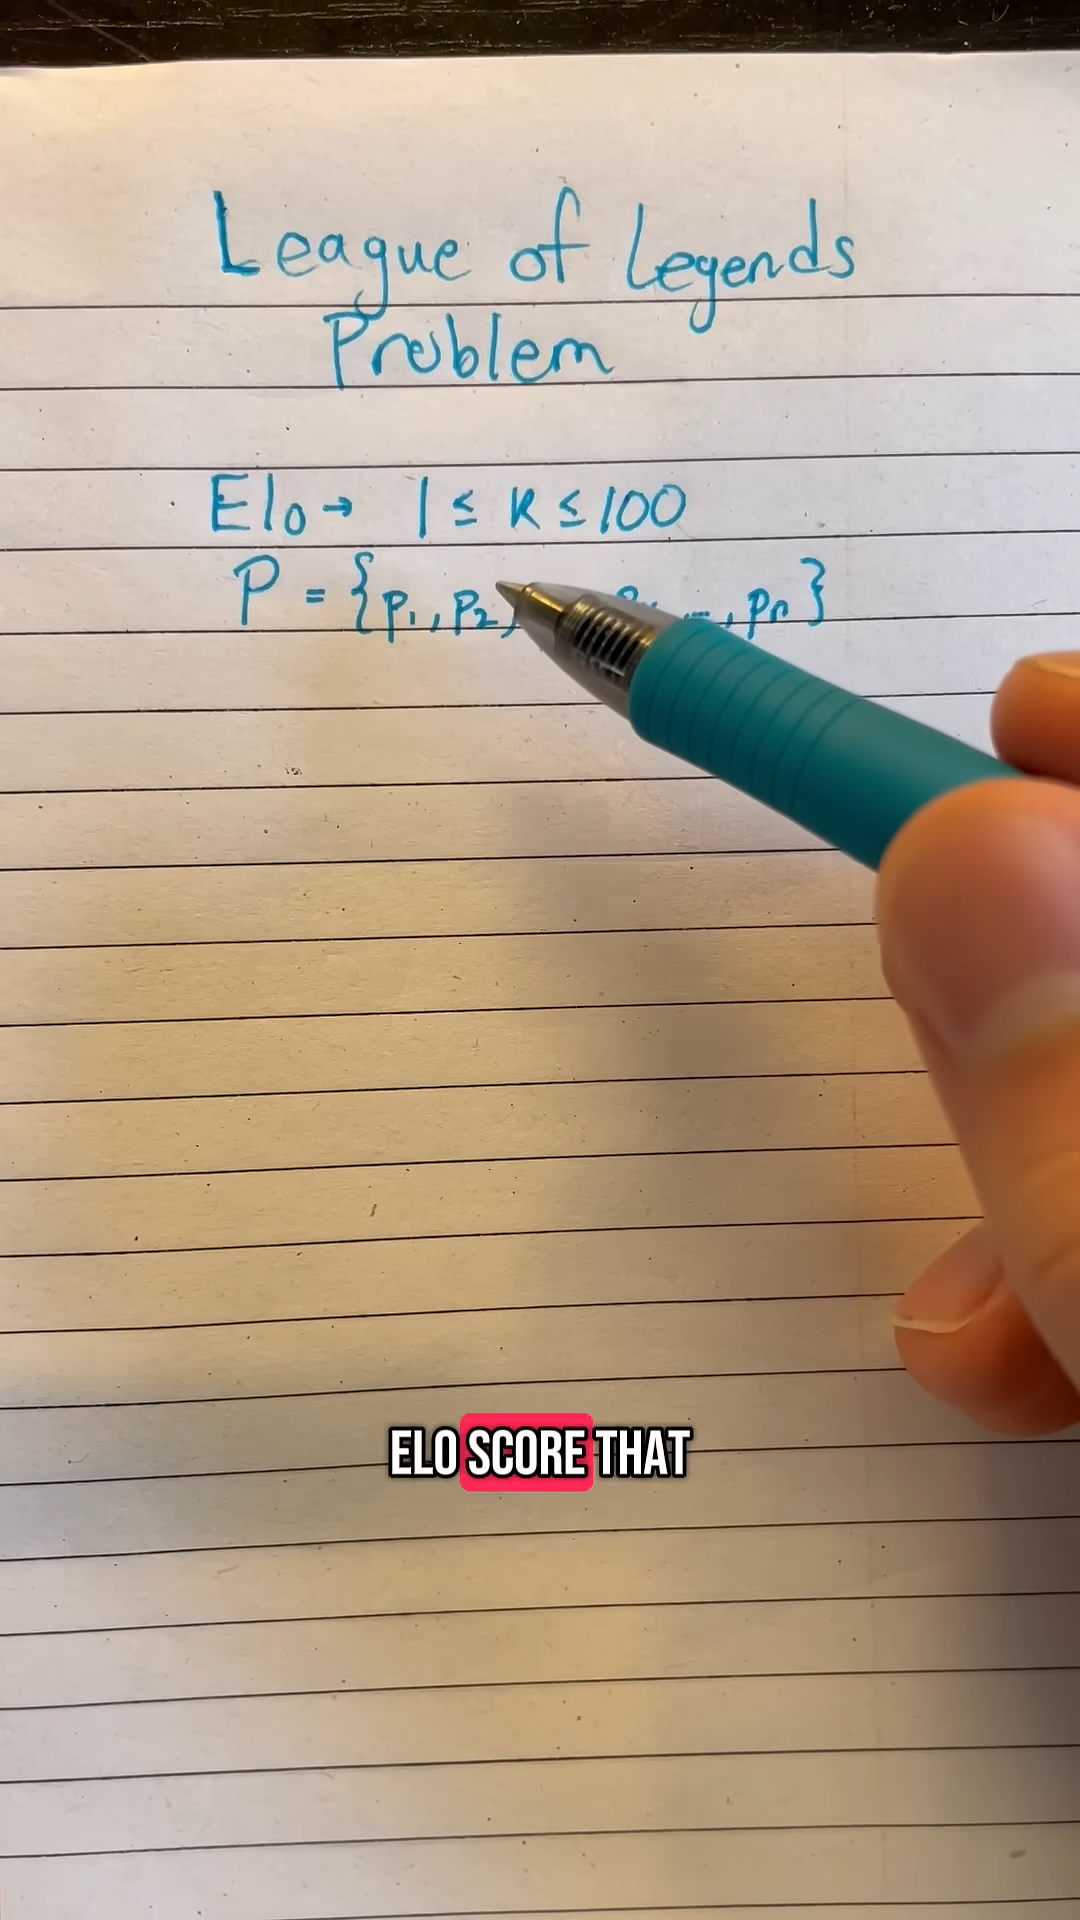 League of Legends
Problem
Elo → 1 ≤ k ≤ 100
P = {p₁, p₂, , pₙ}
ELO SCORE THAT